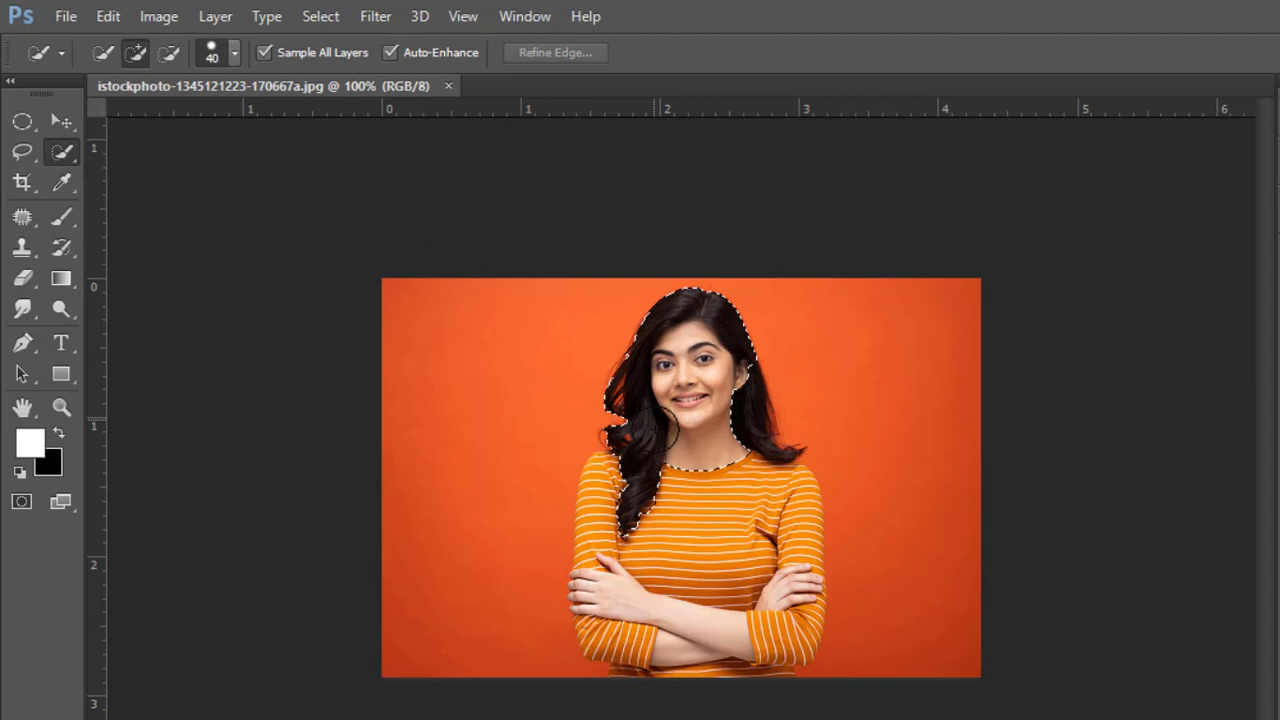 Ps File Edit Image Layer Type Select Filter 3D View Window Help
40 Sample All Layers Auto-Enhance Refine Edge...
istockphoto-1345121223-170667a.jpg @ 100% (RGB/8) ×
1 0 1 2 3 4 5 6
1
0
1
2
3
T